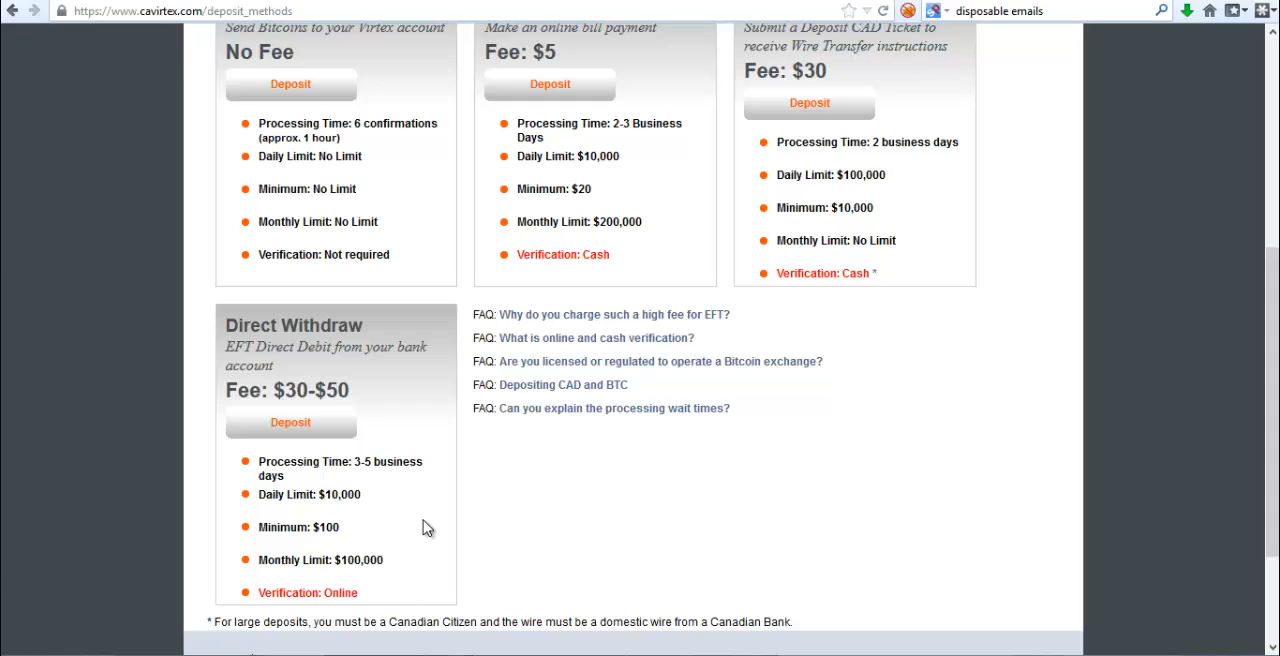 https://www.cavirtex.com/deposit_methods
disposable emails
Send Bitcoins to your Virtex account
No Fee
Deposit
Processing Time: 6 confirmations
(approx. 1 hour)
Daily Limit: No Limit
Minimum: No Limit
Monthly Limit: No Limit
Verification: Not required
Make an online bill payment
Fee: $5
Deposit
Processing Time: 2-3 Business
Days
Daily Limit: $10,000
Minimum: $20
Monthly Limit: $200,000
Verification: Cash
Submit a Deposit CAD Ticket to
receive Wire Transfer instructions
Fee: $30
Deposit
Processing Time: 2 business days
Daily Limit: $100,000
Minimum: $10,000
Monthly Limit: No Limit
Verification: Cash *
Direct Withdraw
EFT Direct Debit from your bank
account
Fee: $30-$50
Deposit
Processing Time: 3-5 business
days
Daily Limit: $10,000
Minimum: $100
Monthly Limit: $100,000
Verification: Online
FAQ: Why do you charge such a high fee for EFT?
FAQ: What is online and cash verification?
FAQ: Are you licensed or regulated to operate a Bitcoin exchange?
FAQ: Depositing CAD and BTC
FAQ: Can you explain the processing wait times?
* For large deposits, you must be a Canadian Citizen and the wire must be a domestic wire from a Canadian Bank.